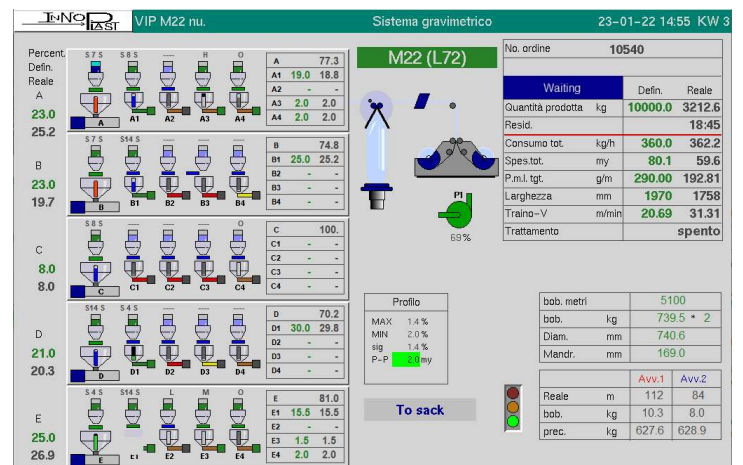 INNOPLAST VIP M22 nu. Sistema gravimetrico 23-01-22 14:55 KW 3
Percent.
Defin.
Reale
A
23.0
25.2
S 7 S S 8 S — H O
A A1 A2 A3 A4
A 77.3
A1 19.0 18.8
A2 - -
A3 2.0 2.0
A4 2.0 2.0
B
23.0
19.7
S 7 S S14 S — — —
B B1 B2 B3 B4
B 74.8
B1 25.0 25.2
B2 - -
B3 - -
B4 - -
C
8.0
8.0
S 8 S — — — O
C C1 C2 C3 C4
C 100.
C1 - -
C2 - -
C3 - -
C4 - -
D
21.0
20.3
S14 S S 4 S — — —
D D1 D2 D3 D4
D 70.2
D1 30.0 29.8
D2 - -
D3 - -
D4 - -
E
25.0
26.9
S 4 S S14 S L M O
E E1 E2 E3 E4
E 81.0
E1 15.5 15.5
E2 - -
E3 1.5 1.5
E4 2.0 2.0
M22 (L72)
PI
69%
Profilo
MAX 1.4 %
MIN 2.0 %
sig 1.4 %
P-P 2.0 my
To sack
No. ordine 10540
Waiting Defin. Reale
Quantità prodotta kg 10000.0 3212.6
Resid. 18:45
Consumo tot. kg/h 360.0 362.2
Spes.tot. my 80.1 59.6
P.m.l. tgt. g/m 290.00 192.81
Larghezza mm 1970 1758
Traino-V m/min 20.69 31.31
Trattamento spento
bob. metri 5100
bob. kg 739.5 * 2
Diam. mm 740.6
Mandr. mm 169.0
Avv.1 Avv.2
Reale m 112 84
bob. kg 10.3 8.0
prec. kg 627.6 628.9